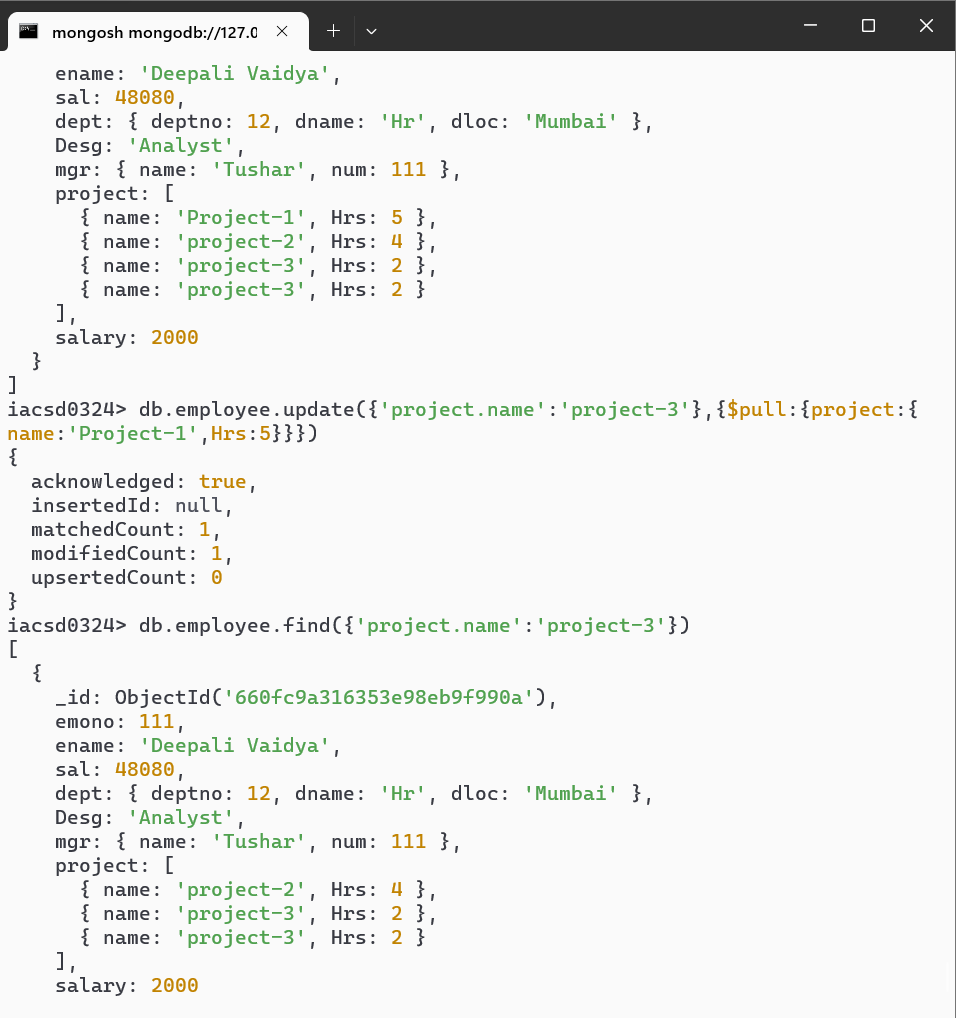 mongosh mongodb://127.0
    ename: 'Deepali Vaidya',
    sal: 48080,
    dept: { deptno: 12, dname: 'Hr', dloc: 'Mumbai' },
    Desg: 'Analyst',
    mgr: { name: 'Tushar', num: 111 },
    project: [
      { name: 'Project-1', Hrs: 5 },
      { name: 'project-2', Hrs: 4 },
      { name: 'project-3', Hrs: 2 },
      { name: 'project-3', Hrs: 2 }
    ],
    salary: 2000
  }
]
iacsd0324> db.employee.update({'project.name':'project-3'},{$pull:{project:{
name:'Project-1',Hrs:5}}})
{
  acknowledged: true,
  insertedId: null,
  matchedCount: 1,
  modifiedCount: 1,
  upsertedCount: 0
}
iacsd0324> db.employee.find({'project.name':'project-3'})
[
  {
    _id: ObjectId('660fc9a316353e98eb9f990a'),
    emono: 111,
    ename: 'Deepali Vaidya',
    sal: 48080,
    dept: { deptno: 12, dname: 'Hr', dloc: 'Mumbai' },
    Desg: 'Analyst',
    mgr: { name: 'Tushar', num: 111 },
    project: [
      { name: 'project-2', Hrs: 4 },
      { name: 'project-3', Hrs: 2 },
      { name: 'project-3', Hrs: 2 }
    ],
    salary: 2000